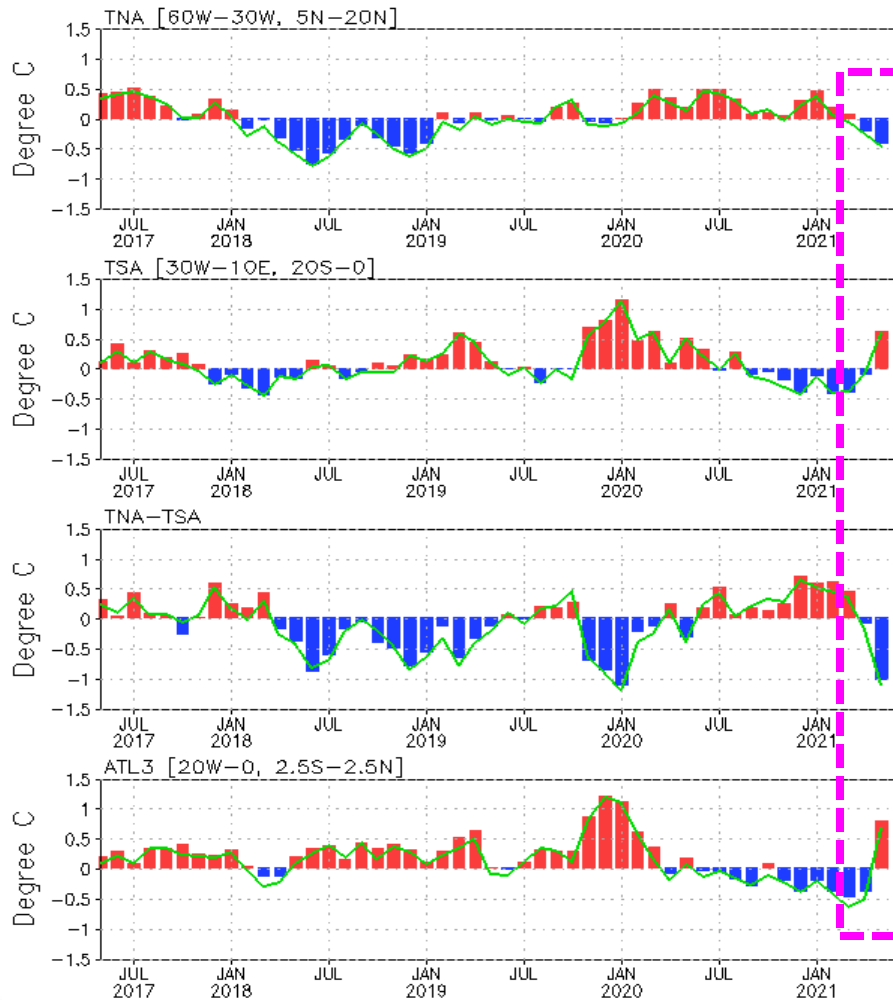 TNA [60W-30W, 5N-20N]
Degree C
1.5
1
0.5
0
-0.5
-1
-1.5
JUL JAN JUL JAN JUL JAN JUL JAN
2017 2018 2019 2020 2021
TSA [30W-10E, 20S-0]
Degree C
1.5
1
0.5
0
-0.5
-1
-1.5
JUL JAN JUL JAN JUL JAN JUL JAN
2017 2018 2019 2020 2021
TNA-TSA
Degree C
1.5
1
0.5
0
-0.5
-1
-1.5
JUL JAN JUL JAN JUL JAN JUL JAN
2017 2018 2019 2020 2021
ATL3 [20W-0, 2.5S-2.5N]
Degree C
1.5
1
0.5
0
-0.5
-1
-1.5
JUL JAN JUL JAN JUL JAN JUL JAN
2017 2018 2019 2020 2021